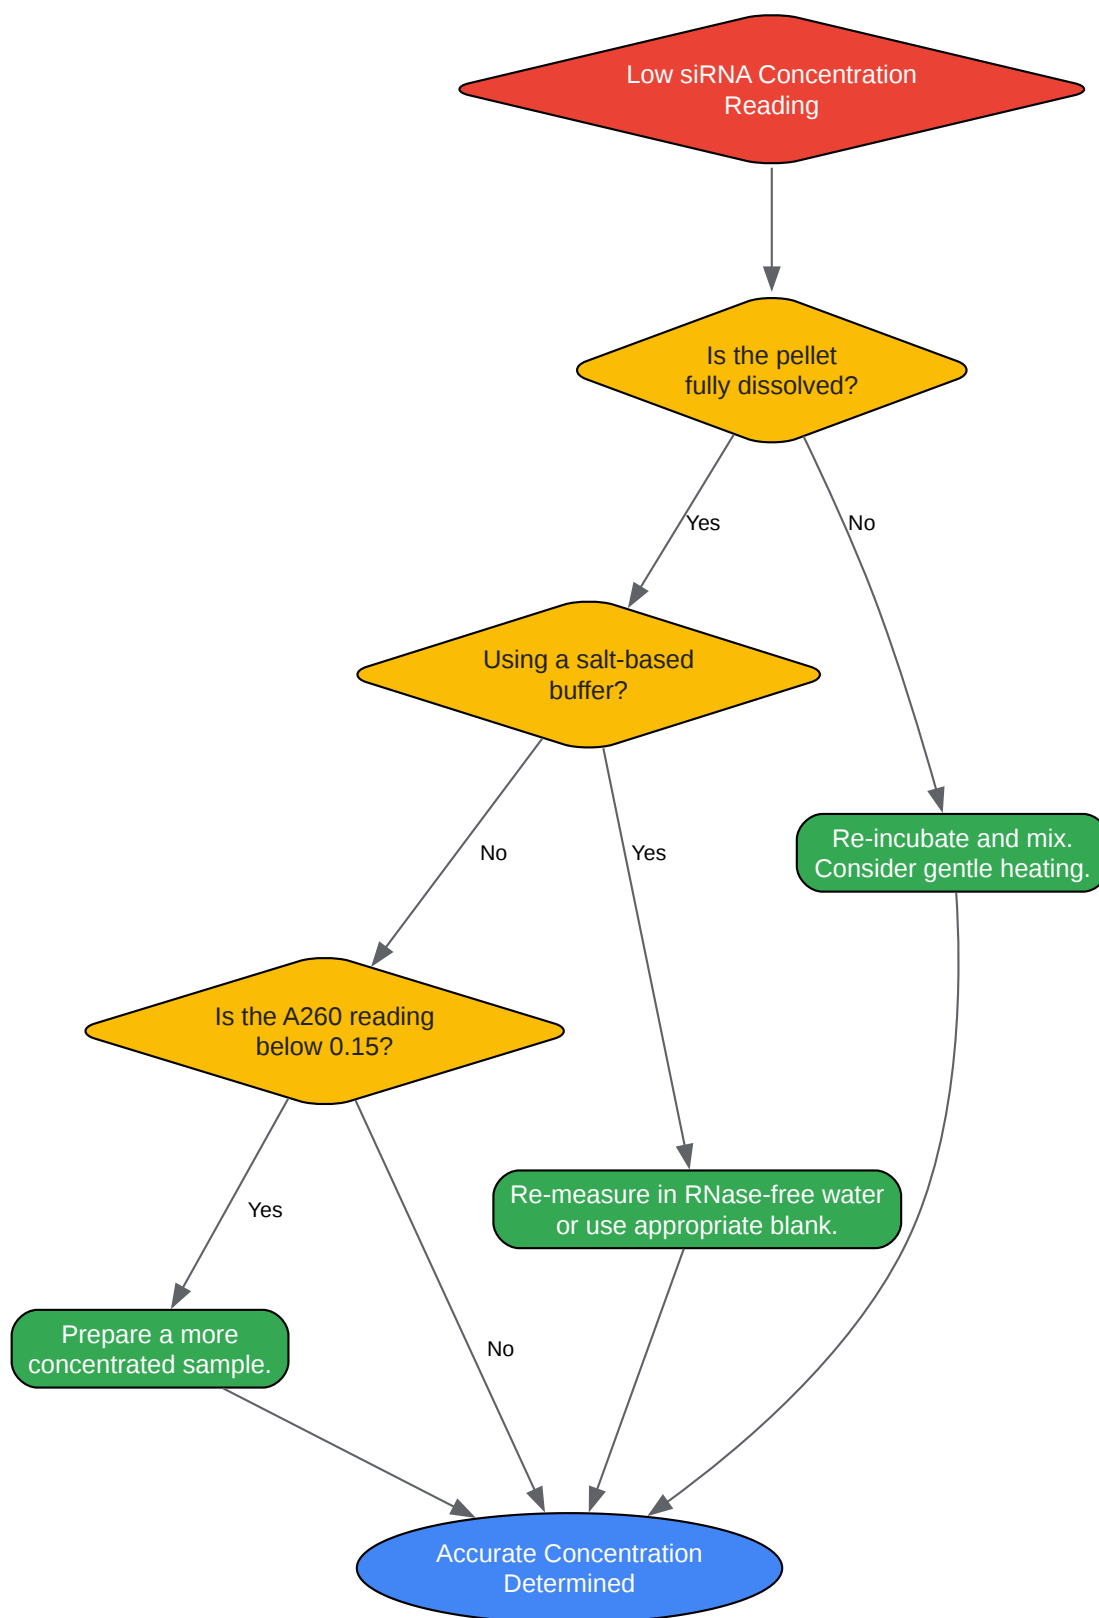 Low siRNA Concentration
Reading
Is the pellet
fully dissolved?
Yes
No
Using a salt-based
buffer?
No
Yes
Re-incubate and mix.
Consider gentle heating.
Is the A260 reading
below 0.15?
Yes
Re-measure in RNase-free water
or use appropriate blank.
Prepare a more
concentrated sample.
No
Accurate Concentration
Determined